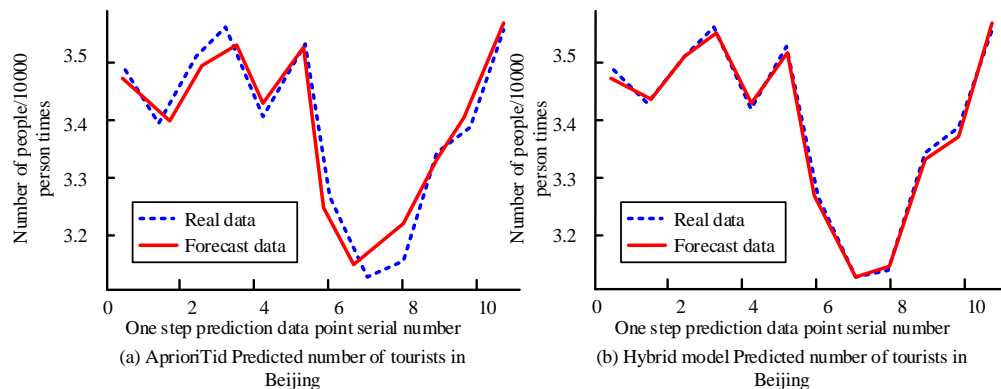 Number of people/10000
person times
3.5
3.4
3.3
3.2
Real data
Forecast data
0
2
4
6
8
10
One step prediction data point serial number
(a) AprioriTid Predicted number of tourists in
Beijing
Number of people/10000
person times
3.5
3.4
3.3
3.2
Real data
Forecast data
0
2
4
6
8
10
One step prediction data point serial number
(b) Hybrid model Predicted number of tourists in
Beijing